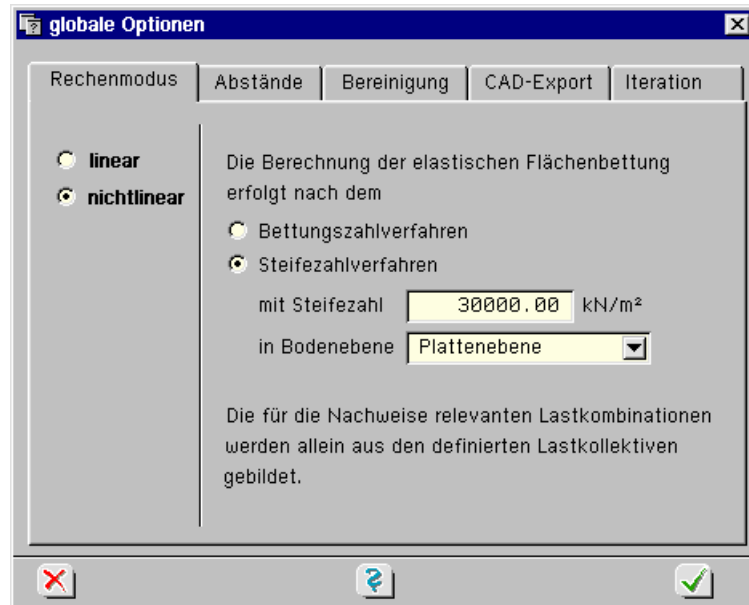 globale Optionen
Rechenmodus Abstände Bereinigung CAD-Export Iteration
linear
nichtlinear
Die Berechnung der elastischen Flächenbettung
erfolgt nach dem
Bettungszahlverfahren
Steifezahlverfahren
mit Steifezahl 30000.00 kN/m²
in Bodenebene Plattenebene
Die für die Nachweise relevanten Lastkombinationen
werden allein aus den definierten Lastkollektiven
gebildet.